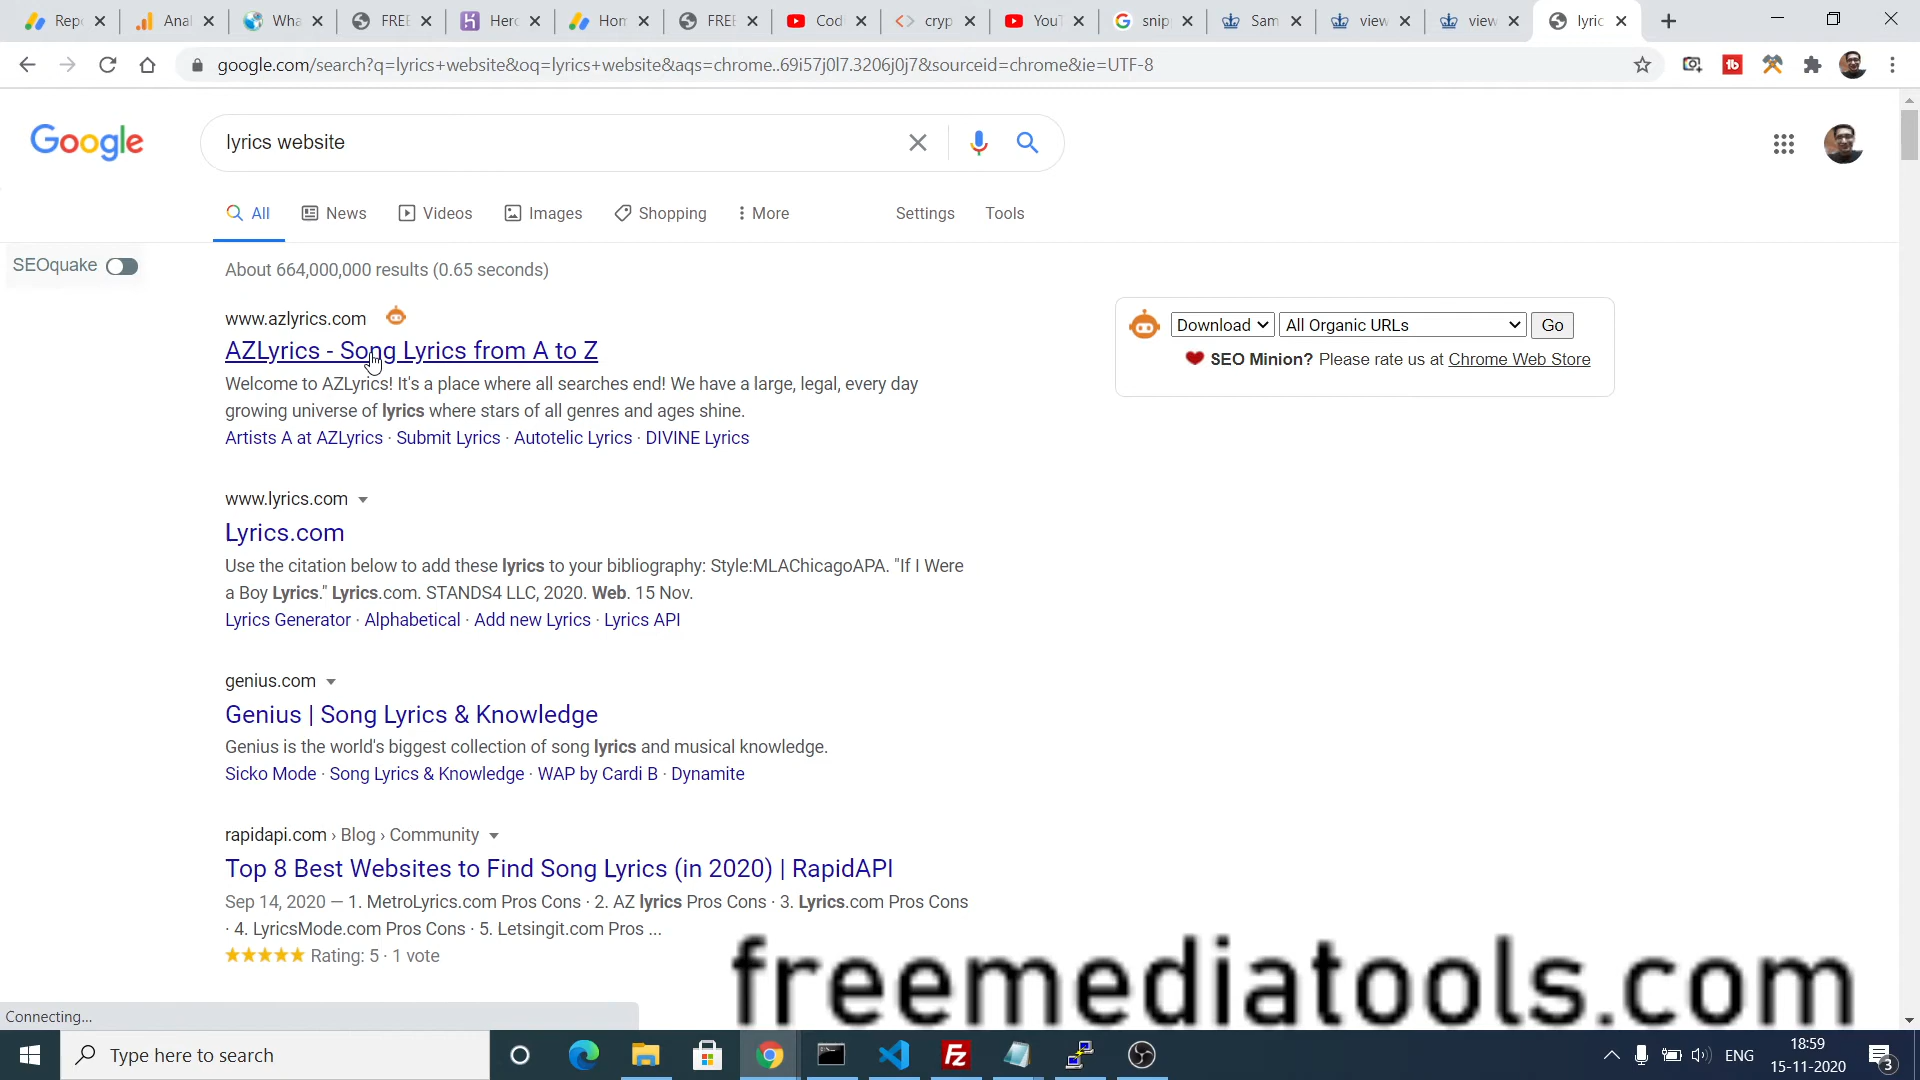 Rep
Anal
Wha
FREE
Herc
Hom
FREE
Cod
cryp
YouT
snip
Sam
view
view
lyric
google.com/search?q=lyrics+website&oq=lyrics+website&aqs=chrome..69i57j0l7.3206j0j7&sourceid=chrome&ie=UTF-8
Google
lyrics website
All News Videos Images Shopping More Settings Tools
SEOquake
About 664,000,000 results (0.65 seconds)
www.azlyrics.com
AZLyrics - Song Lyrics from A to Z
Welcome to AZLyrics! It's a place where all searches end! We have a large, legal, every day
growing universe of lyrics where stars of all genres and ages shine.
Artists A at AZLyrics · Submit Lyrics · Autotelic Lyrics · DIVINE Lyrics
Download All Organic URLs Go
SEO Minion? Please rate us at Chrome Web Store
www.lyrics.com
Lyrics.com
Use the citation below to add these lyrics to your bibliography: Style:MLAChicagoAPA. "If I Were
a Boy Lyrics." Lyrics.com. STANDS4 LLC, 2020. Web. 15 Nov.
Lyrics Generator · Alphabetical · Add new Lyrics · Lyrics API
genius.com
Genius | Song Lyrics & Knowledge
Genius is the world's biggest collection of song lyrics and musical knowledge.
Sicko Mode · Song Lyrics & Knowledge · WAP by Cardi B · Dynamite
rapidapi.com › Blog › Community
Top 8 Best Websites to Find Song Lyrics (in 2020) | RapidAPI
Sep 14, 2020 — 1. MetroLyrics.com Pros Cons · 2. AZ lyrics Pros Cons · 3. Lyrics.com Pros Cons
· 4. LyricsMode.com Pros Cons · 5. Letsingit.com Pros ...
Rating: 5 · 1 vote
freemediatools.com
Connecting...
Type here to search
ENG
18:59
15-11-2020
3